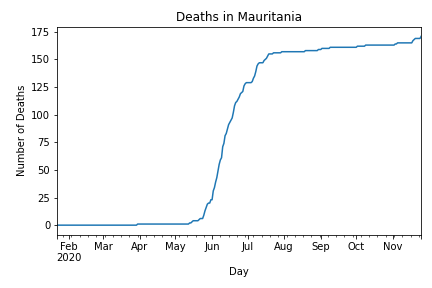 Deaths in Mauritania
Number of Deaths
175
150
125
100
75
50
25
0
Feb Mar Apr May Jun Jul Aug Sep Oct Nov
2020
Day